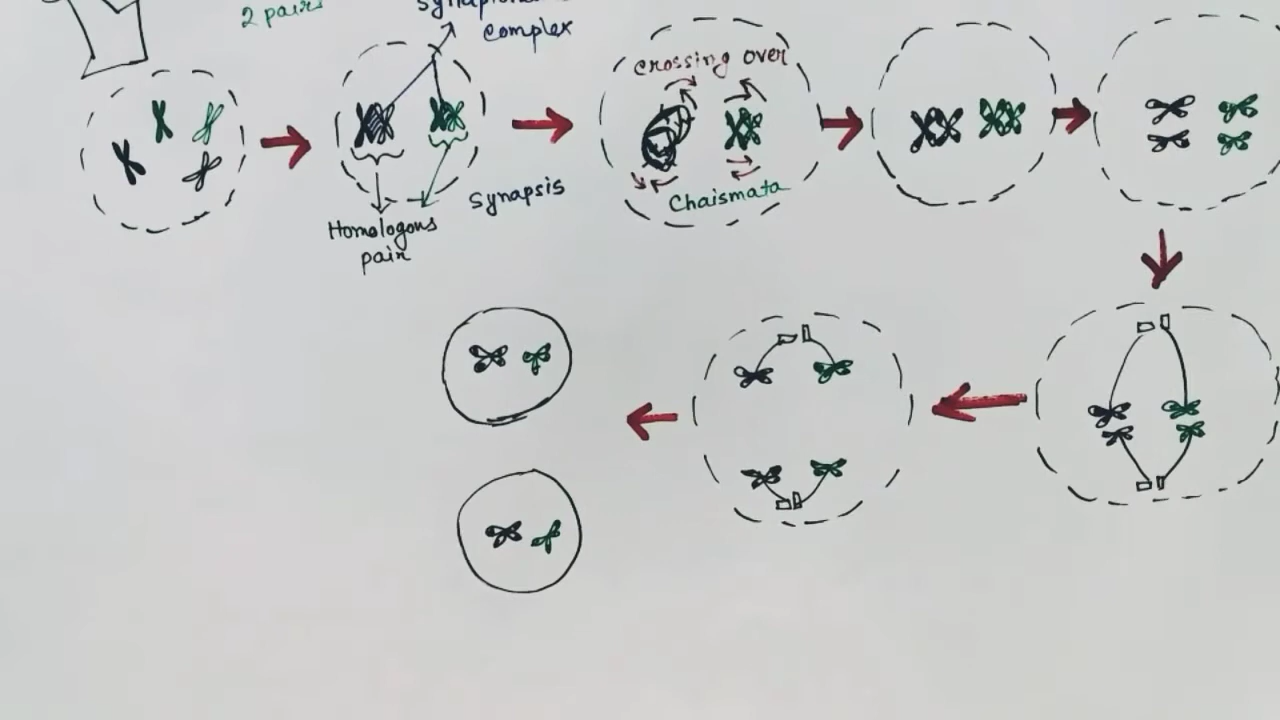 2 pairs
complex
crossing over
Synapsis
Chaismata
Homologous
pair